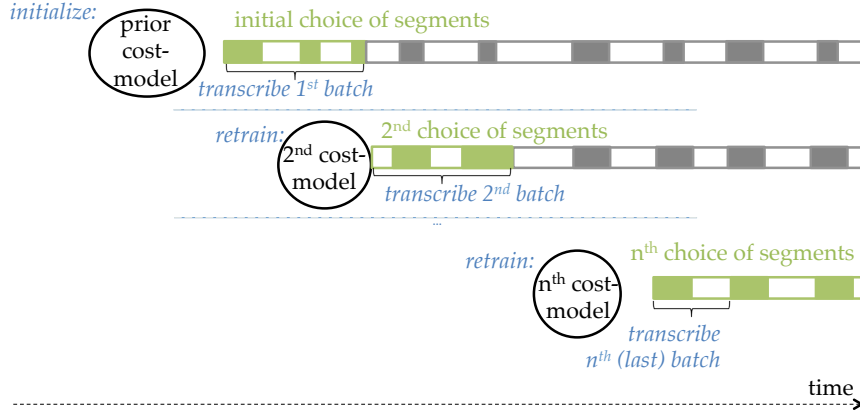 initialize:
prior
cost-
model
initial choice of segments
transcribe 1st batch
retrain:
2nd cost-
model
2nd choice of segments
transcribe 2nd batch
...
retrain:
nth cost-
model
nth choice of segments
transcribe
nth (last) batch
time